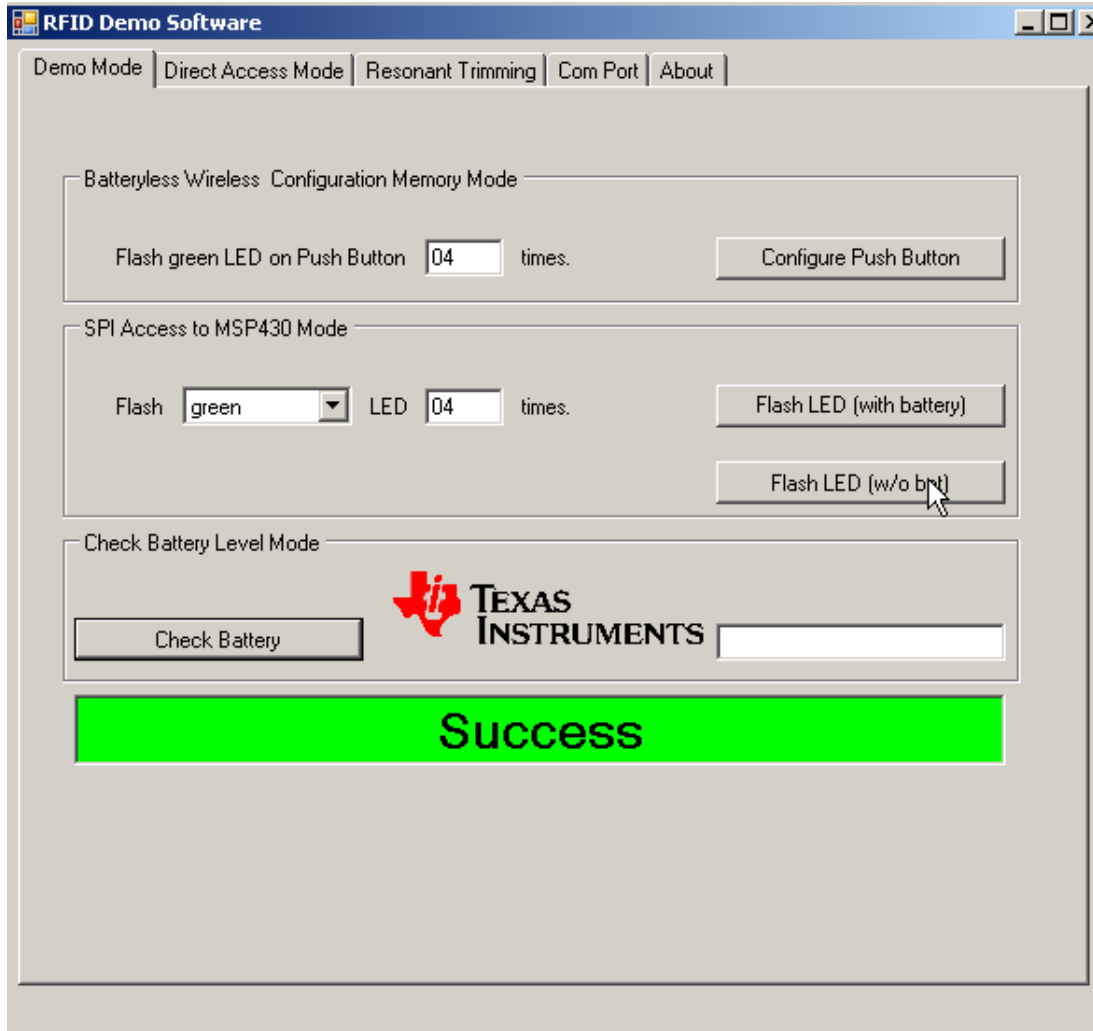 RFID Demo Software
Demo Mode Direct Access Mode Resonant Trimming Com Port About
Batteryless Wireless Configuration Memory Mode
Flash green LED on Push Button 04 times. Configure Push Button
SPI Access to MSP430 Mode
Flash green LED 04 times. Flash LED (with battery)
Flash LED (w/o bat)
Check Battery Level Mode
Check Battery
TEXAS
INSTRUMENTS
Success